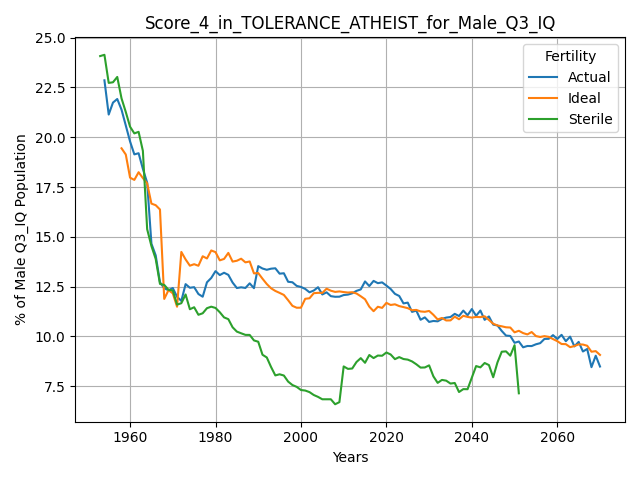 Score_4_in_TOLERANCE_ATHEIST_for_Male_Q3_IQ
Fertility
Actual
Ideal
Sterile
% of Male Q3_IQ Population
25.0
22.5
20.0
17.5
15.0
12.5
10.0
7.5
1960 1980 2000 2020 2040 2060
Years